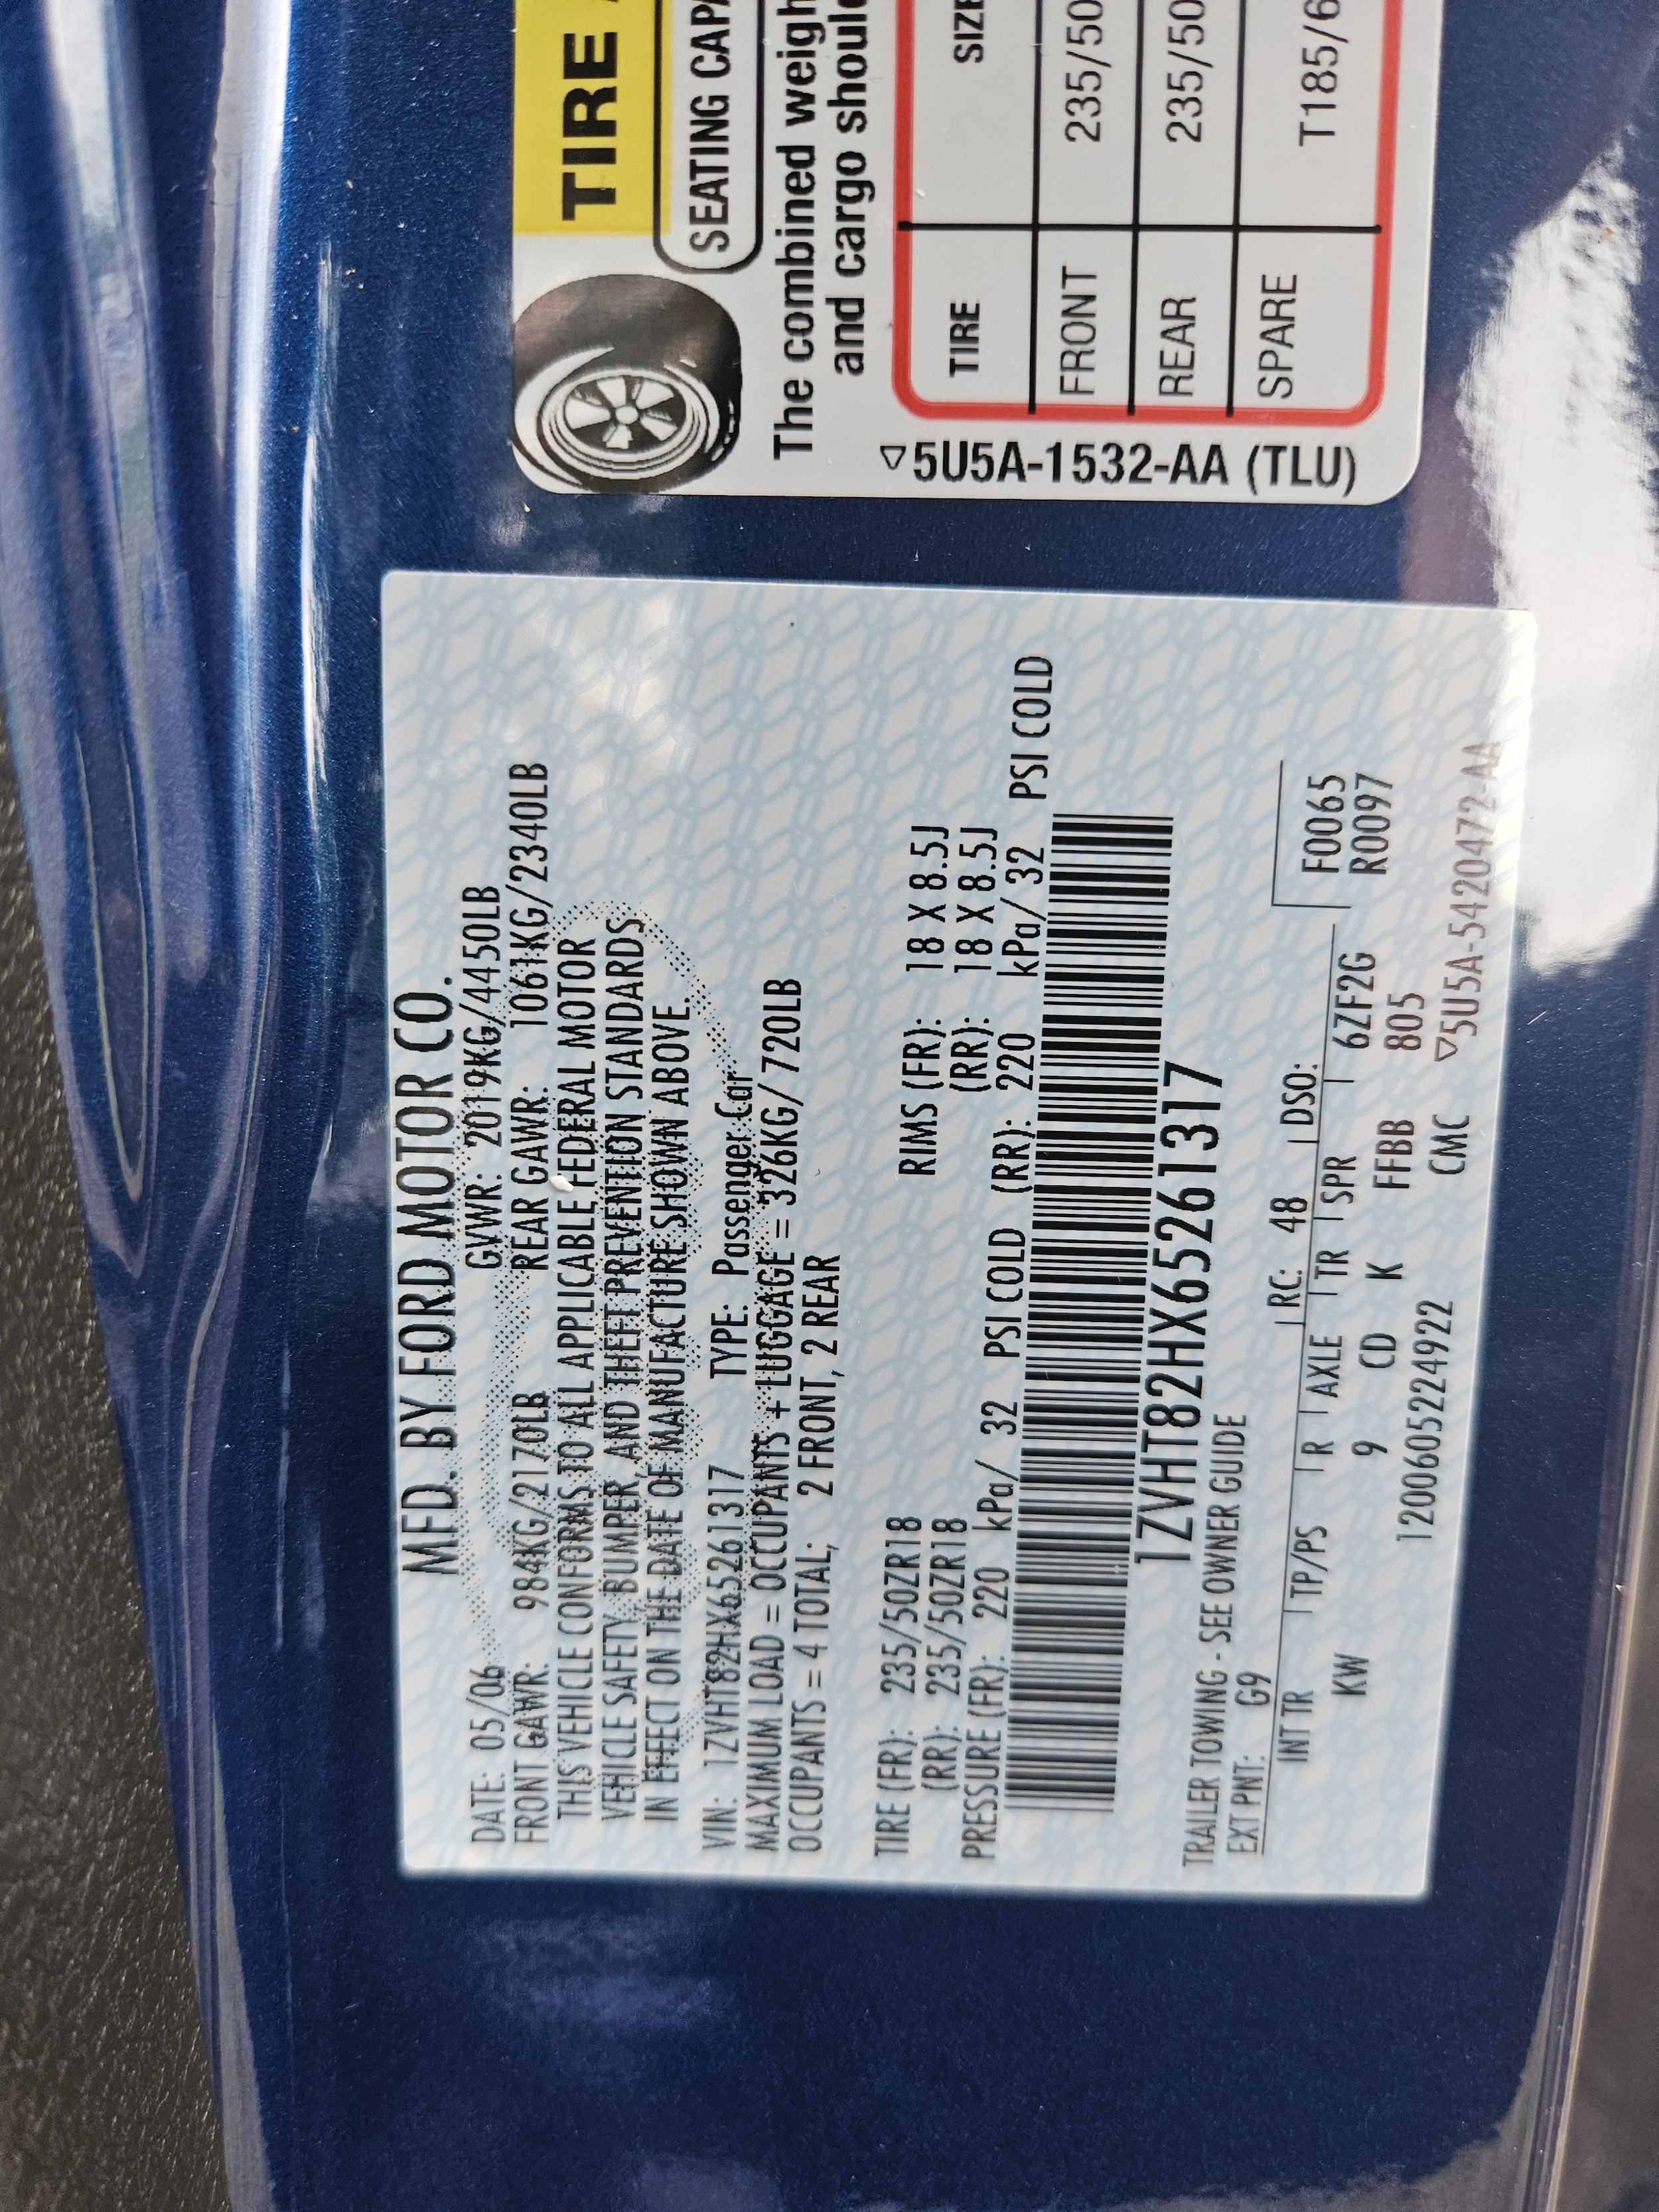 MFD. BY FORD MOTOR CO.
DATE: 05/06 GVWR: 2019KG/4450LB
FRONT GAWR: 984KG/2170LB REAR GAWR: 1061KG/2340LB
THIS VEHICLE CONFORMS TO ALL APPLICABLE FEDERAL MOTOR
VEHICLE SAFETY, BUMPER, AND THEFT PREVENTION STANDARDS
IN EFFECT ON THE DATE OF MANUFACTURE SHOWN ABOVE.
VIN: 1ZVHT82HX65261317 TYPE: Passenger Car
MAXIMUM LOAD = OCCUPANTS + LUGGAGE = 326KG/720LB
OCCUPANTS = 4 TOTAL; 2 FRONT, 2 REAR
TIRE (FR): 235/50ZR18 RIMS (FR): 18 X 8.5J
(RR): 235/50ZR18 (RR): 18 X 8.5J
PRESSURE (FR): 220 kPa/ 32 PSI COLD (RR): 220 kPa/ 32 PSI COLD
1ZVHT82HX65261317
TRAILER TOWING - SEE OWNER GUIDE
EXT PNT: G9 RC: 48 DSO:
INT TR TP/PS R AXLE TR SPR F0065
KW 9 CD K FFBB 6ZF2G R0097
805
1200605224922 CMC ▽5U5A-5420472-AA
TIRE
SEATING CAPA
The combined weigh
and cargo should
TIRE SIZE
FRONT 235/50
REAR 235/50
SPARE T185/6
▽5U5A-1532-AA (TLU)